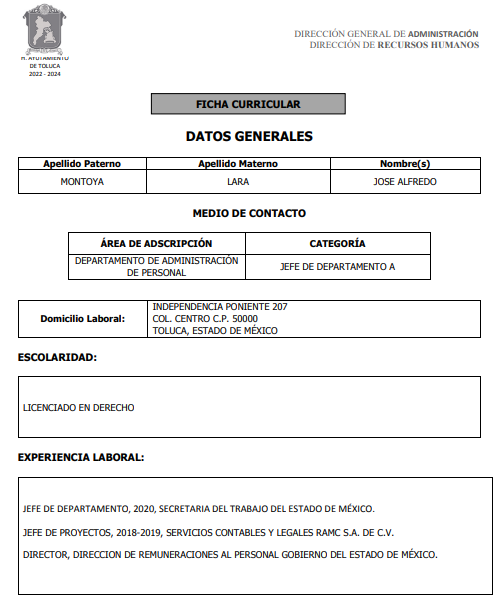 H. AYUTAMIENTO
DE TOLUCA
2022 - 2024
DIRECCIÓN GENERAL DE ADMINISTRACIÓN
DIRECCIÓN DE RECURSOS HUMANOS
FICHA CURRICULAR
DATOS GENERALES
Apellido Paterno Apellido Materno Nombre(s)
MONTOYA LARA JOSE ALFREDO
MEDIO DE CONTACTO
ÁREA DE ADSCRIPCIÓN CATEGORÍA
DEPARTAMENTO DE ADMINISTRACIÓN
DE PERSONAL JEFE DE DEPARTAMENTO A
Domicilio Laboral: INDEPENDENCIA PONIENTE 207
COL. CENTRO C.P. 50000
TOLUCA, ESTADO DE MÉXICO
ESCOLARIDAD:
LICENCIADO EN DERECHO
EXPERIENCIA LABORAL:
JEFE DE DEPARTAMENTO, 2020, SECRETARIA DEL TRABAJO DEL ESTADO DE MÉXICO.
JEFE DE PROYECTOS, 2018-2019, SERVICIOS CONTABLES Y LEGALES RAMC S.A. DE C.V.
DIRECTOR, DIRECCION DE REMUNERACIONES AL PERSONAL GOBIERNO DEL ESTADO DE MÉXICO.